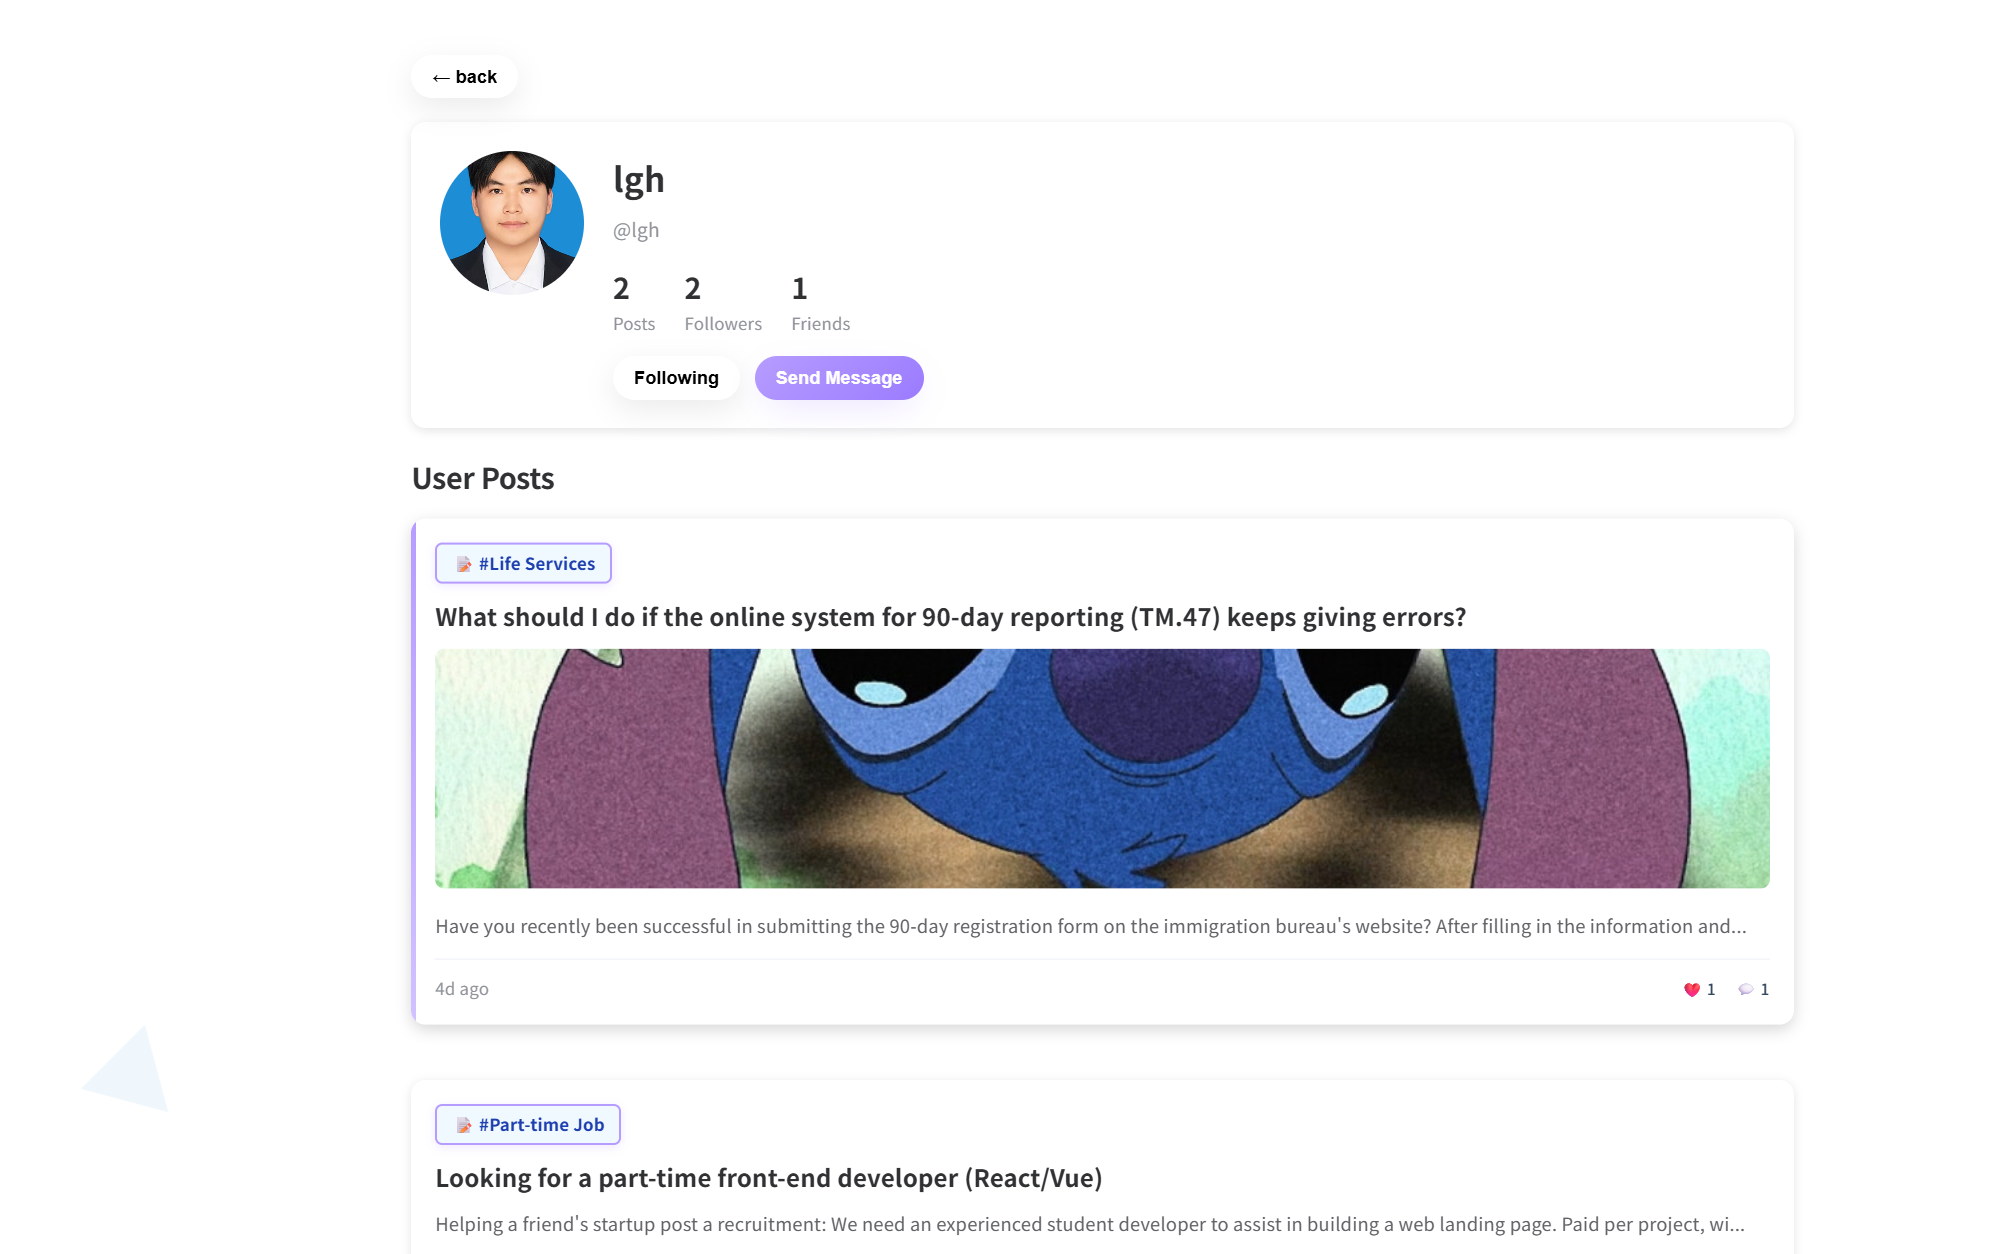 ← back
lgh
@lgh
2 2 1
Posts Followers Friends
Following Send Message
User Posts
#Life Services
What should I do if the online system for 90-day reporting (TM.47) keeps giving errors?
Have you recently been successful in submitting the 90-day registration form on the immigration bureau's website? After filling in the information and...
4d ago 1 1
#Part-time Job
Looking for a part-time front-end developer (React/Vue)
Helping a friend's startup post a recruitment: We need an experienced student developer to assist in building a web landing page. Paid per project, wi...